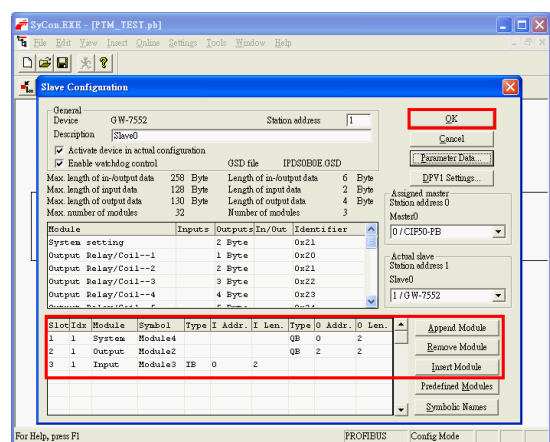 SyCon.EXE - [PTM_TEST.pb]
File Edit View Insert Online Settings Tools Window Help
Slave Configuration
General
Device GW-7552 Station address 1
Description Slave0
Activate device in actual configuration
Enable watchdog control GSD file IPDS0B0E.GSD
Max. length of in-/output data 258 Byte Length of in-/output data 6 Byte
Max. length of input data 128 Byte Length of input data 2 Byte
Max. length of output data 130 Byte Length of output data 4 Byte
Max. number of modules 32 Number of modules 3
OK
Cancel
Parameter Data...
DPV1 Settings...
Assigned master
Station address 0
Master0
0 / CIF50-PB
Actual slave
Station address 1
Slave0
1 / GW-7552
Module Inputs Outputs In/Out Identifier
System setting 2 Byte 0x21
Output Relay/Coil--1 1 Byte 0x20
Output Relay/Coil--2 2 Byte 0x21
Output Relay/Coil--3 3 Byte 0x22
Output Relay/Coil--4 4 Byte 0x23
Slot Idx Module Symbol Type I Addr. I Len. Type O Addr. O Len.
1 1 System Module4 QB 0 2
2 1 Output Module2 QB 2 2
3 1 Input Module3 IB 0 2
Append Module
Remove Module
Insert Module
Predefined Modules
Symbolic Names
For Help, press F1 PROFIBUS Config Mode